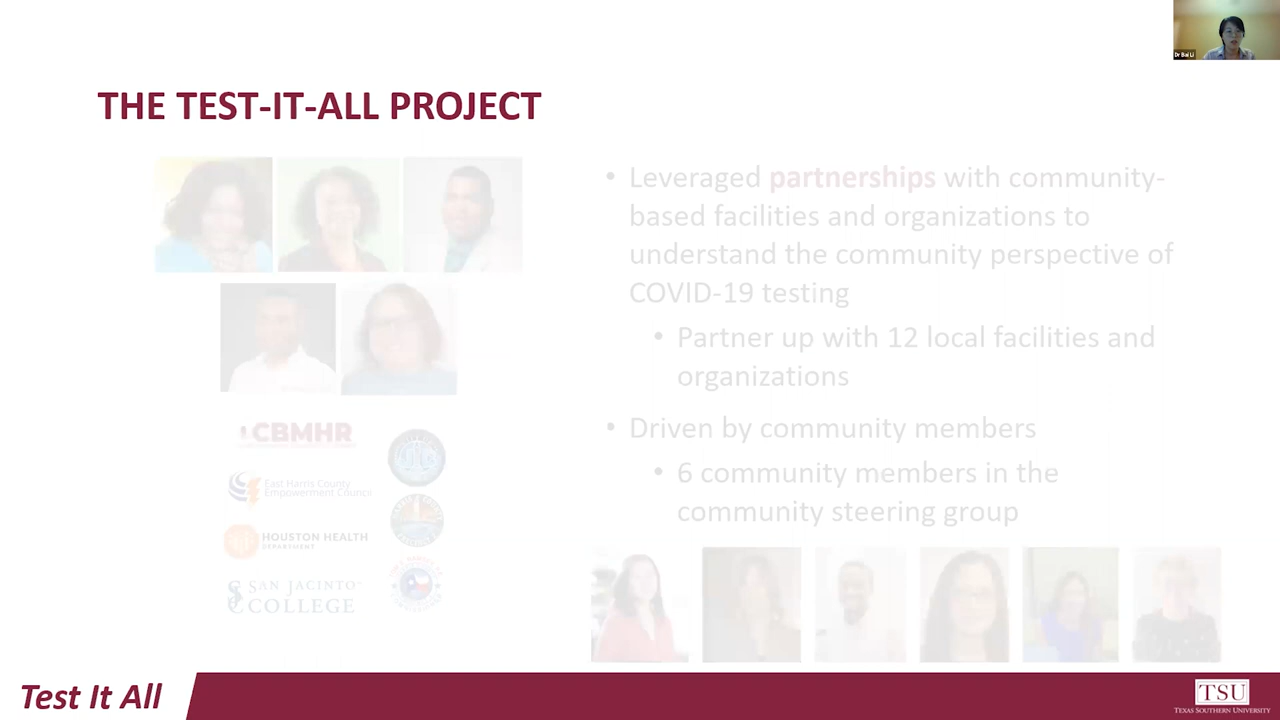 Dr Bai Li
THE TEST-IT-ALL PROJECT
• Leveraged partnerships with community-
based facilities and organizations to
understand the community perspective of
COVID-19 testing
• Partner up with 12 local facilities and
organizations
• Driven by community members
• 6 community members in the
community steering group
CBMHR
East Harris County
Empowerment Council
HOUSTON HEALTH
DEPARTMENT
SAN JACINTO
COLLEGE
Test It All
TSU
TEXAS SOUTHERN UNIVERSITY